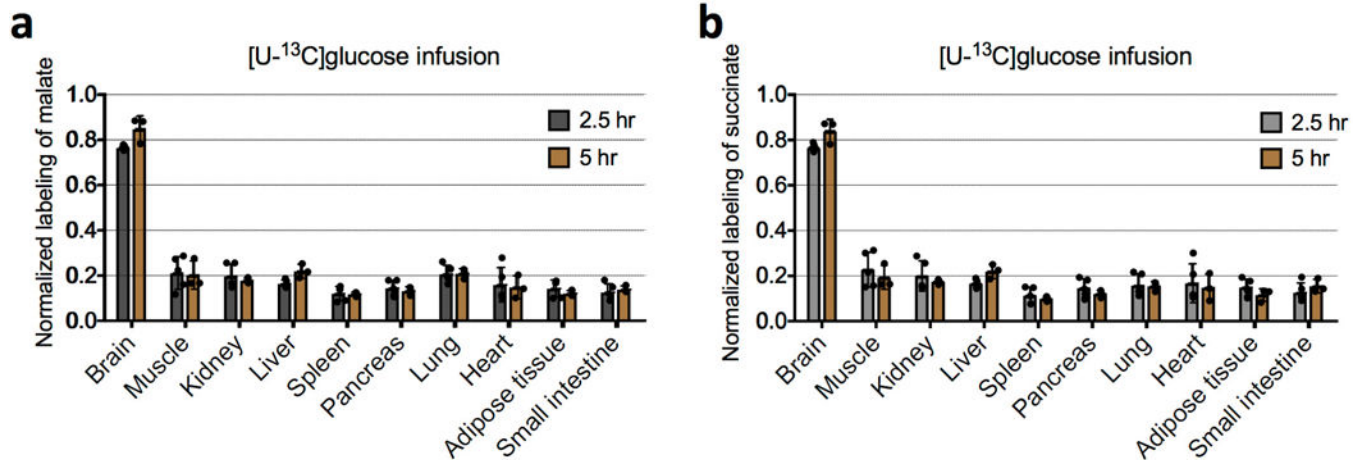 a
[U-¹³C]glucose infusion
Normalized labeling of malate
1.0
0.8
0.6
0.4
0.2
0.0
2.5 hr
5 hr
Brain
Muscle
Kidney
Liver
Spleen
Pancreas
Lung
Heart
Adipose tissue
Small intestine
b
[U-¹³C]glucose infusion
Normalized labeling of succinate
1.0
0.8
0.6
0.4
0.2
0.0
2.5 hr
5 hr
Brain
Muscle
Kidney
Liver
Spleen
Pancreas
Lung
Heart
Adipose tissue
Small intestine